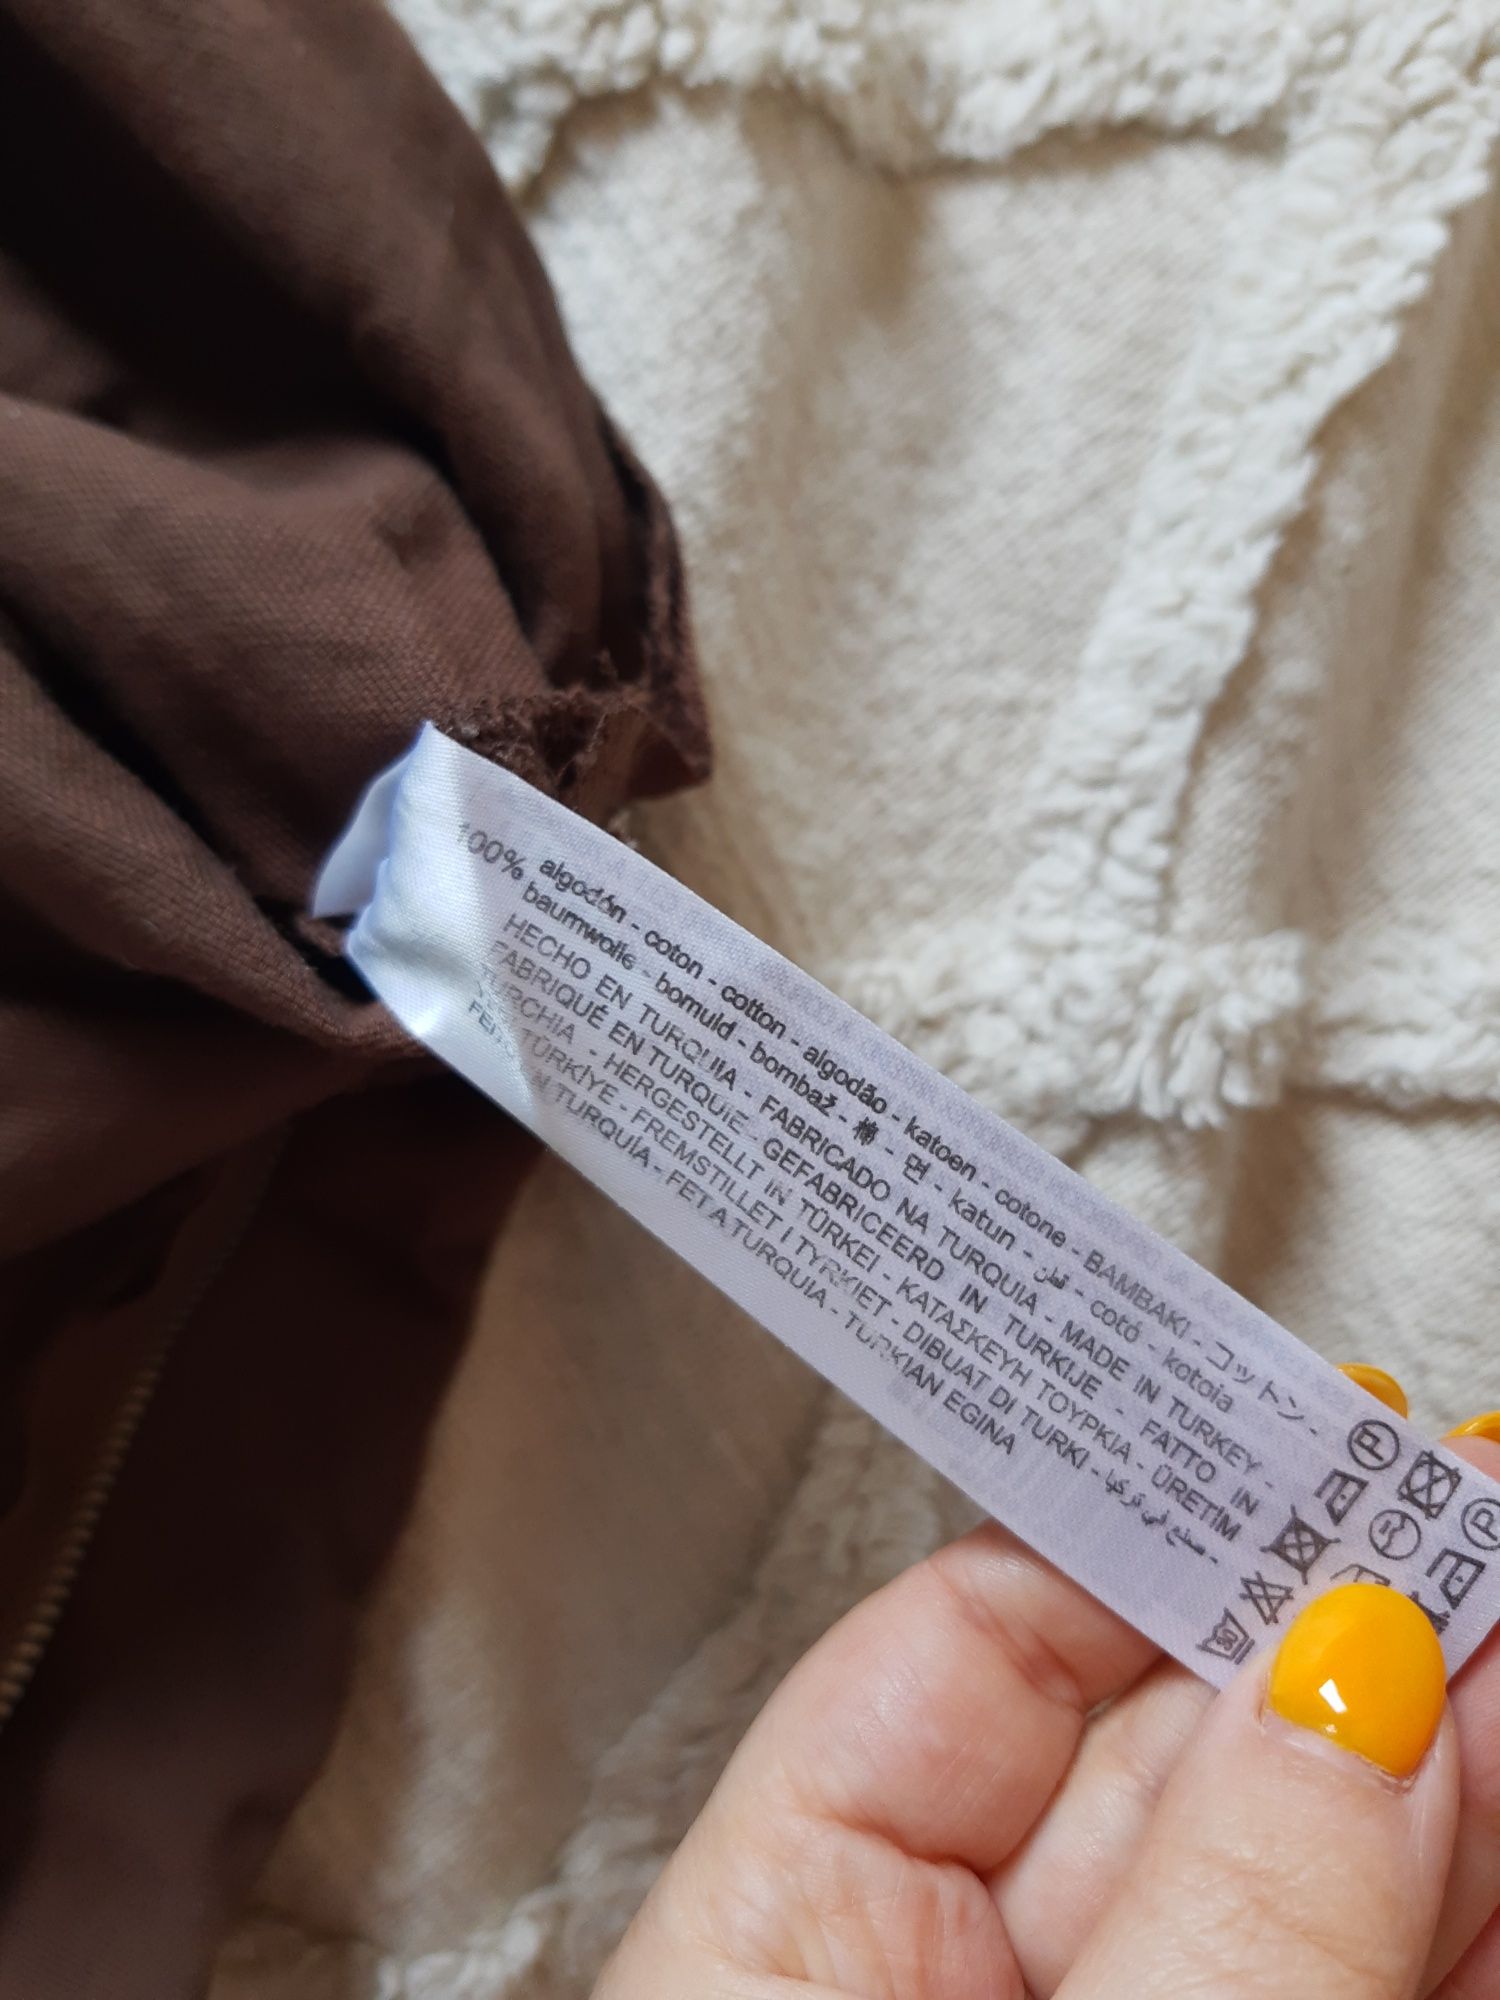 100% algodón - coton - cotton - algodão - katoen - cotone - BAMBAKI - コットン -
baumwolle - bomuld - bombaž - 棉 - 면 - katun - قطن - cotó - kotoia
HECHO EN TURQUIA - FABRICADO NA TURQUIA - MADE IN TURKEY -
FABRIQUÉ EN TURQUIE - GEFABRICEERD IN TURKIJE - FATTO IN
TURCHIA - HERGESTELLT IN TÜRKEI - ΚΑΤΑΣΚΕΥΗ ΤΟΥΡΚΙΑ - ÜRETİM
TÜRKİYE - FREMSTILLET I TYRKIET - DIBUAT DI TURKI - صنع في تركيا -
TURQUÍA - FET A TURQUIA - TURKIAN EGINA